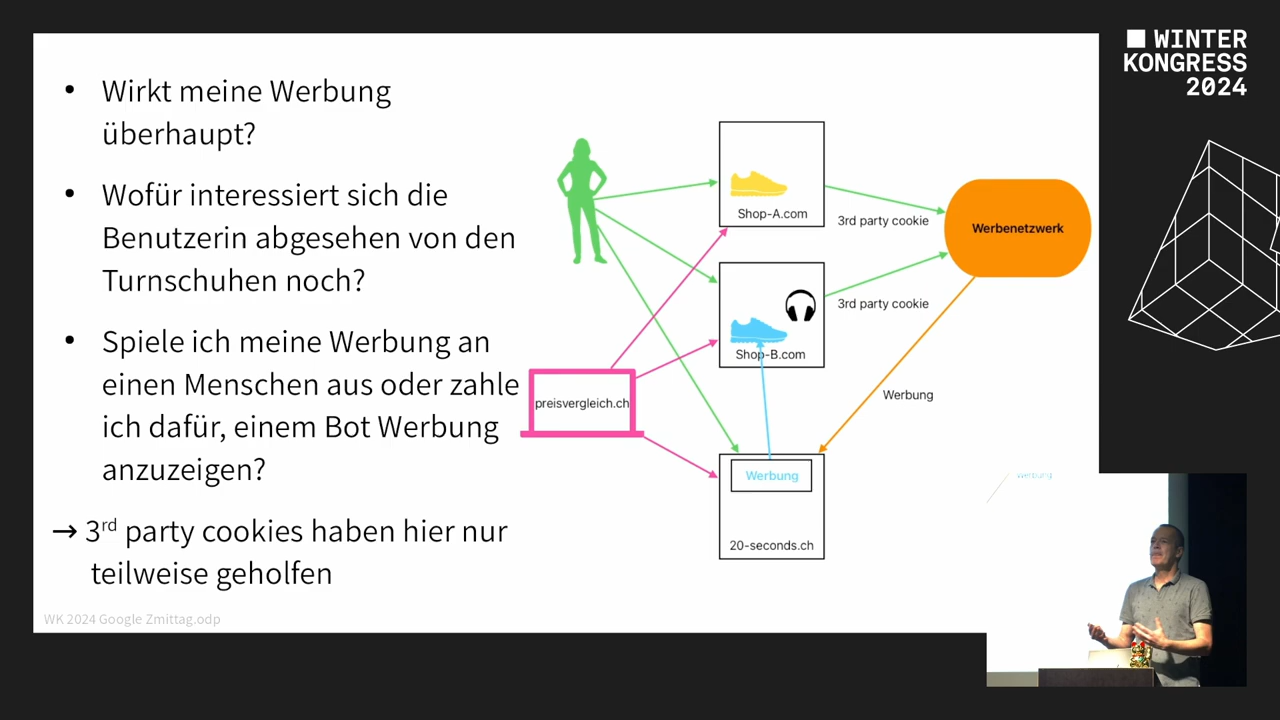 WINTER
KONGRESS
2024
• Wirkt meine Werbung
überhaupt?
• Wofür interessiert sich die
Benutzerin abgesehen von den
Turnschuhen noch?
• Spiele ich meine Werbung an
einen Menschen aus oder zahle
ich dafür, einem Bot Werbung
anzuzeigen?
→ 3rd party cookies haben hier nur
teilweise geholfen
WK 2024 Google Zmittag.odp
Shop-A.com
3rd party cookie
Werbenetzwerk
Shop-B.com
3rd party cookie
preisvergleich.ch
Werbung
Werbung
20-seconds.ch
Werbung